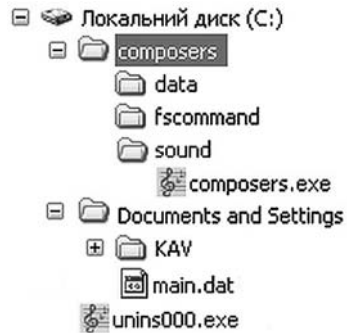 Локальний диск (C:)
composers
data
fscommand
sound
composers.exe
Documents and Settings
KAV
main.dat
unins000.exe